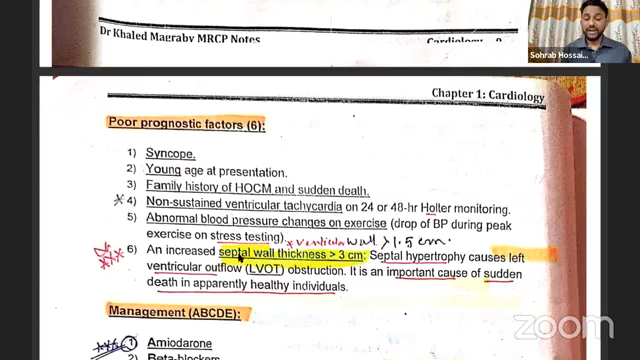 Sohrab Hossai...
Dr Khaled Magraby MRCP Notes
Cardiology
Chapter 1: Cardiology
Poor prognostic factors (6):
1) Syncope.
2) Young age at presentation.
3) Family history of HOCM and sudden death.
4) Non-sustained ventricular tachycardia on 24 or 48-hr Holter monitoring.
5) Abnormal blood pressure changes on exercise (drop of BP during peak
exercise on stress testing). * ventricular wall > 1.5 cm.
6) An increased septal wall thickness > 3 cm: Septal hypertrophy causes left
ventricular outflow (LVOT) obstruction. It is an important cause of sudden
death in apparently healthy individuals.
Management (ABCDE):
1) Amiodarone
2) Beta-blockers
zoom